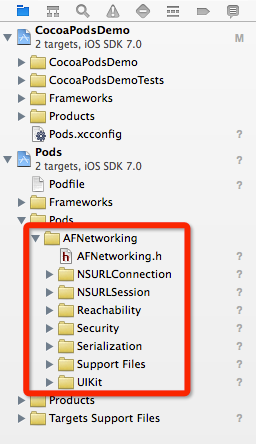 CocoaPodsDemo
2 targets, iOS SDK 7.0
M
CocoaPodsDemo
CocoaPodsDemoTests
Frameworks
Products
Pods.xcconfig
?
Pods
2 targets, iOS SDK 7.0
?
Podfile
Frameworks
Pods
AFNetworking
h AFNetworking.h
?
NSURLConnection
?
NSURLSession
?
Reachability
?
Security
?
Serialization
?
Support Files
?
UIKit
?
Products
Targets Support Files
?